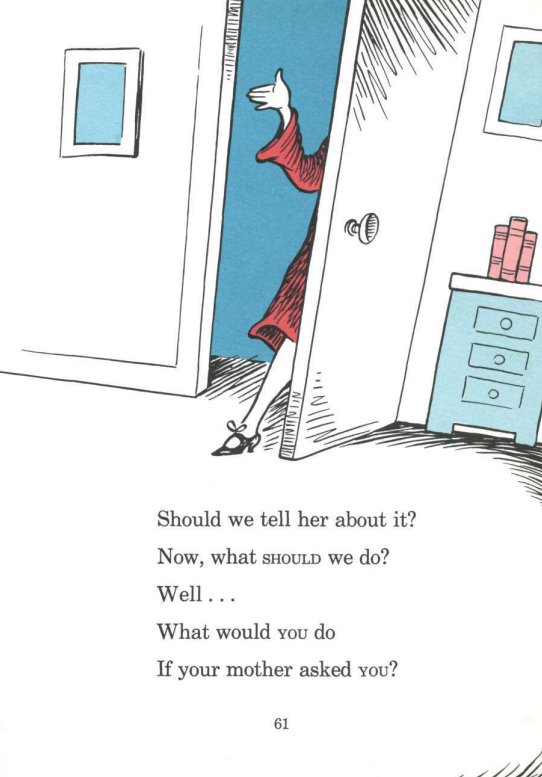 Should we tell her about it?
Now, what SHOULD we do?
Well . . .
What would YOU do
If your mother asked YOU?
61